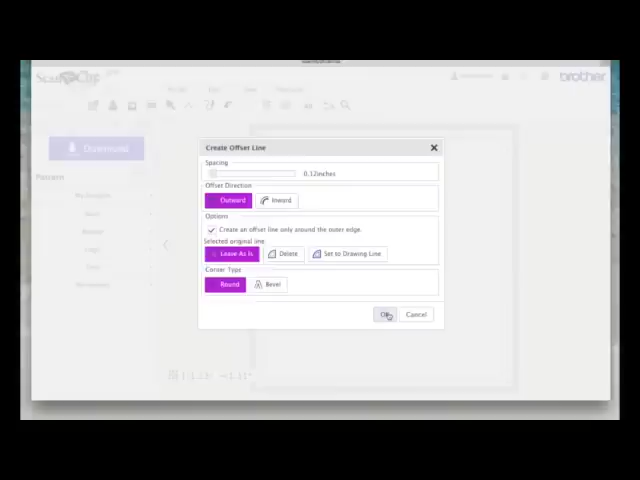 brother
Download
Create Offset Line
Spacing
0.12inches
Offset Direction
Outward
Inward
Options
Create an offset line only around the outer edge.
Selected original line
Leave As Is
Delete
Set to Drawing Line
Corner Type
Round
Bevel
OK
Cancel